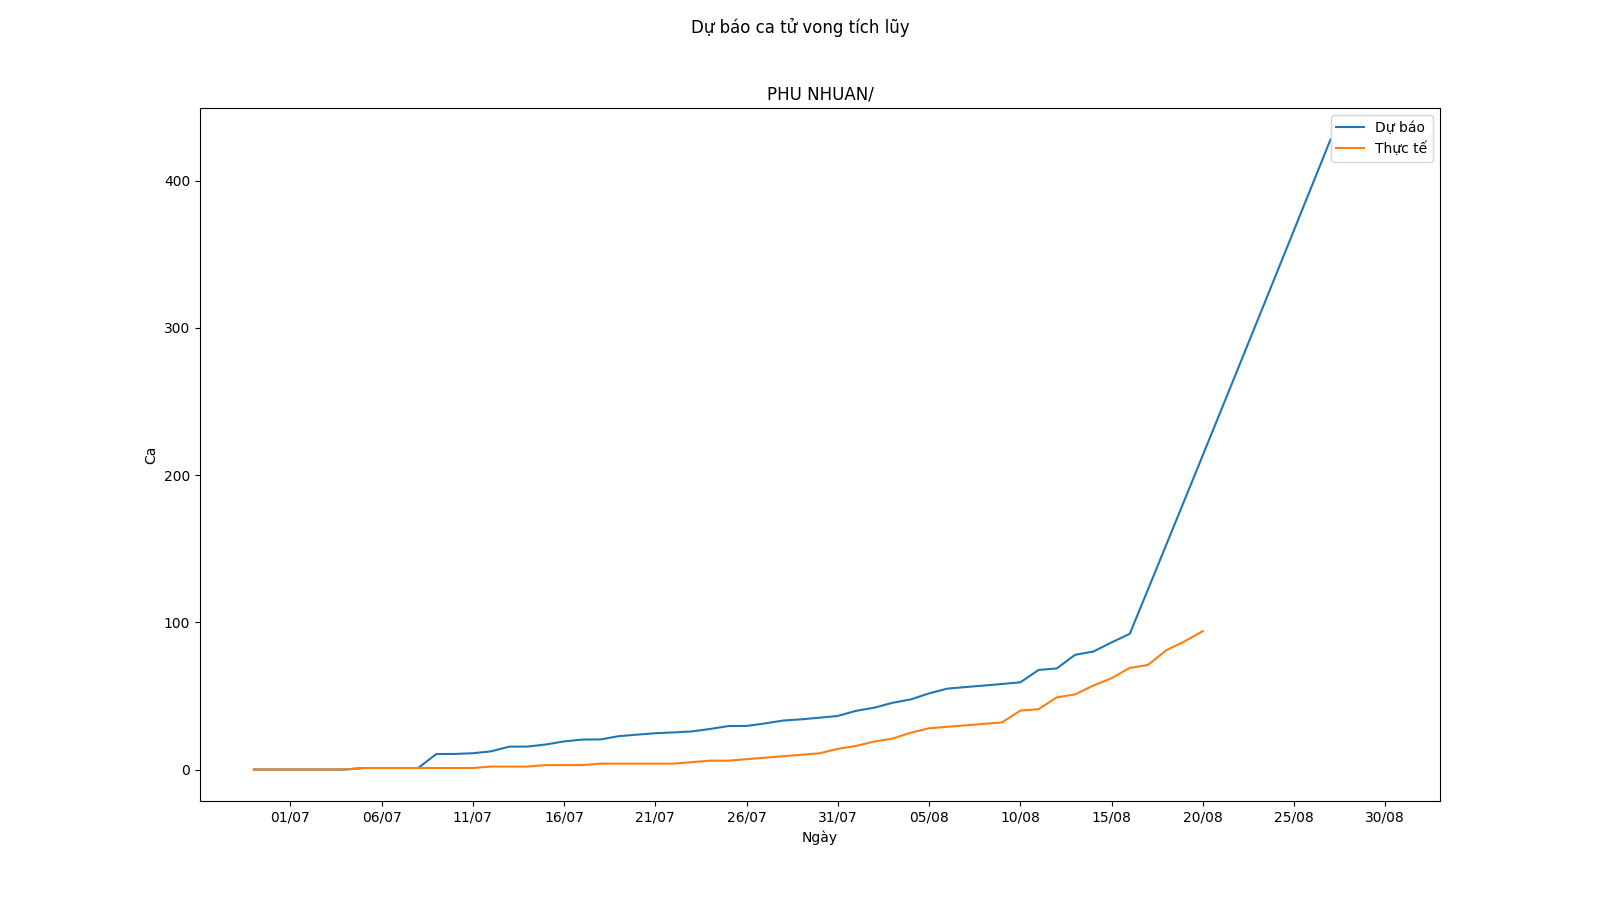 Dự báo ca tử vong tích lũy
PHU NHUAN/
Dự báo
Thực tế
400
300
200
100
0
Ca
01/07 06/07 11/07 16/07 21/07 26/07 31/07 05/08 10/08 15/08 20/08 25/08 30/08
Ngày